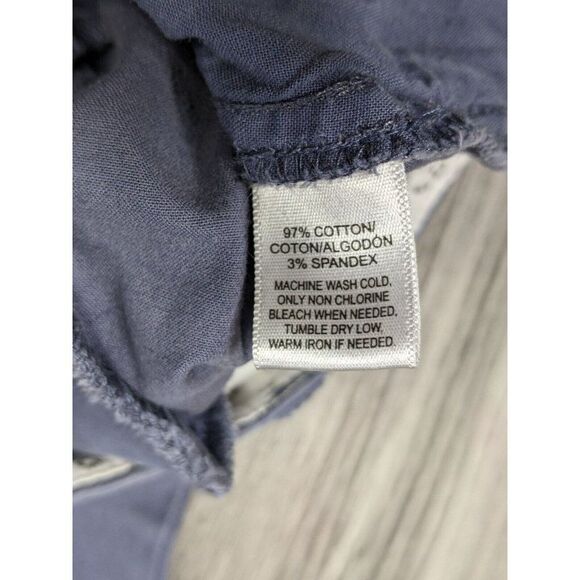 97% COTTON/
COTON/ALGODÓN
3% SPANDEX
MACHINE WASH COLD.
ONLY NON CHLORINE
BLEACH WHEN NEEDED.
TUMBLE DRY LOW,
WARM IRON IF NEEDED.